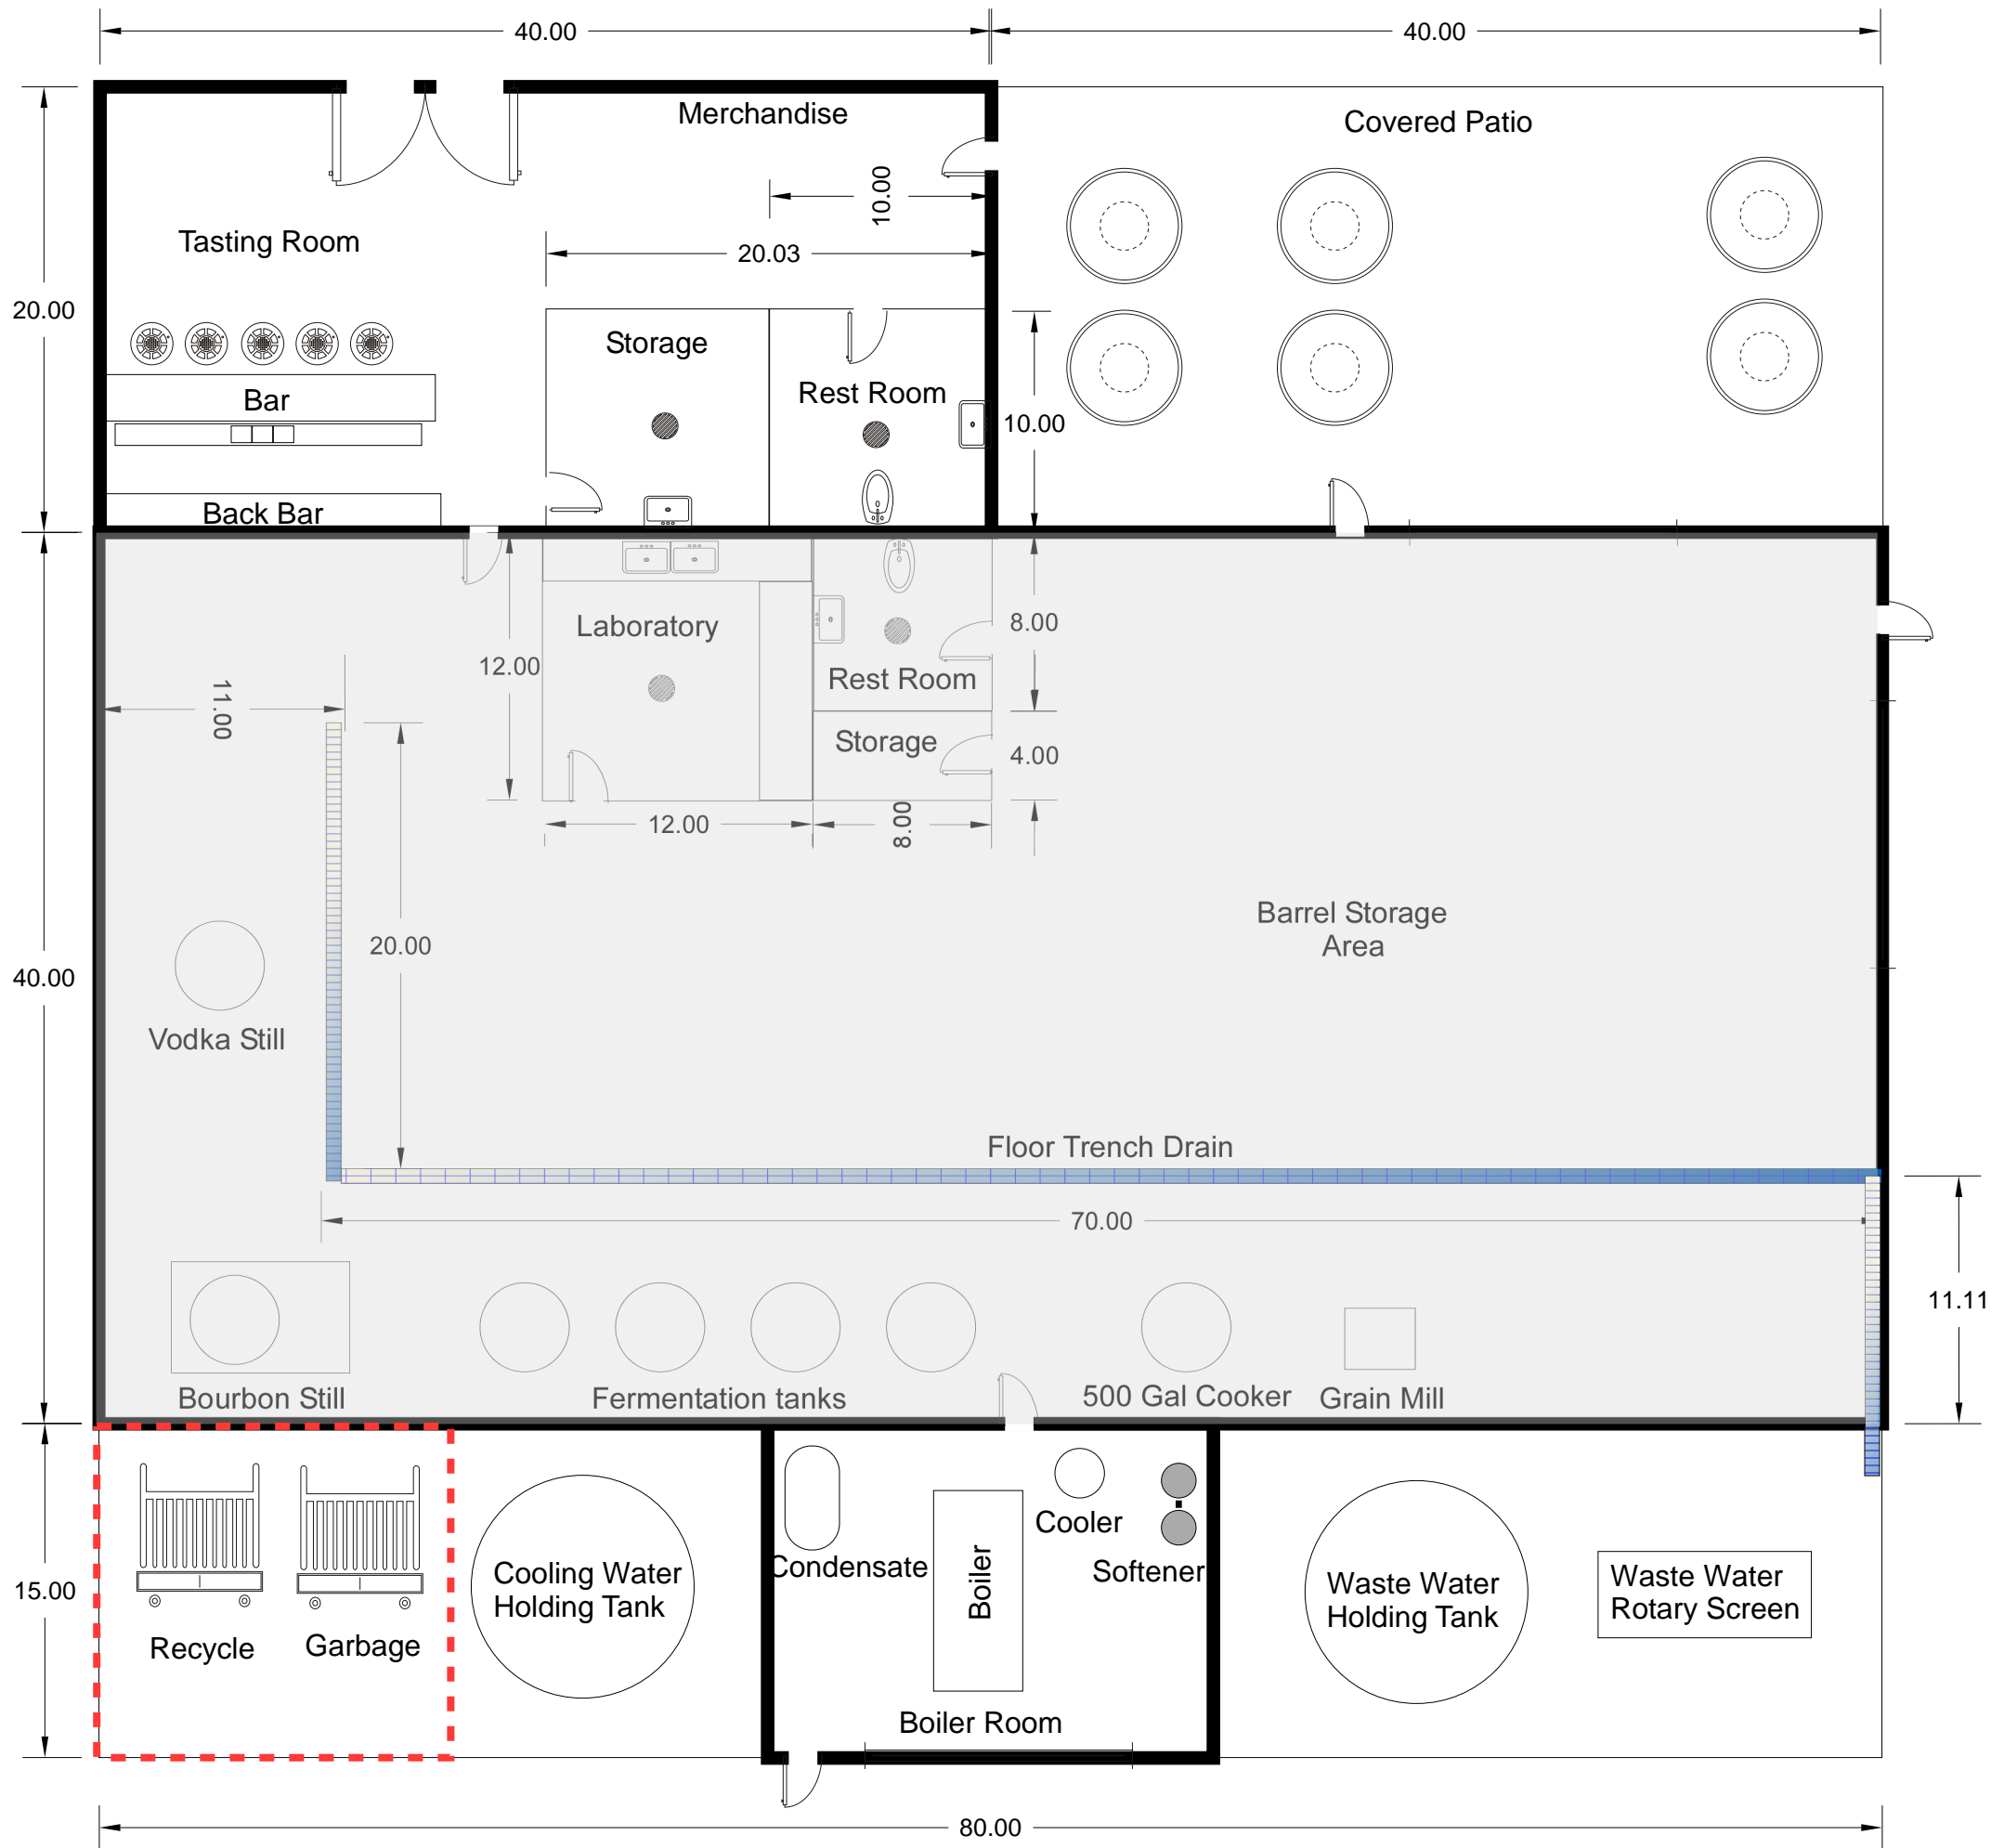 40.00
40.00
Merchandise
Covered Patio
10.00
Tasting Room
20.03
20.00
Storage
Rest Room
Bar
10.00
Back Bar
Laboratory
8.00
12.00
Rest Room
11.00
Storage
4.00
12.00
8.00
Barrel Storage
Area
20.00
40.00
Vodka Still
Floor Trench Drain
70.00
11.11
Bourbon Still
Fermentation tanks
500 Gal Cooker
Grain Mill
Cooler
Condensate
Boiler
Softener
Cooling Water
Holding Tank
Waste Water
Holding Tank
Waste Water
Rotary Screen
15.00
Recycle
Garbage
Boiler Room
80.00